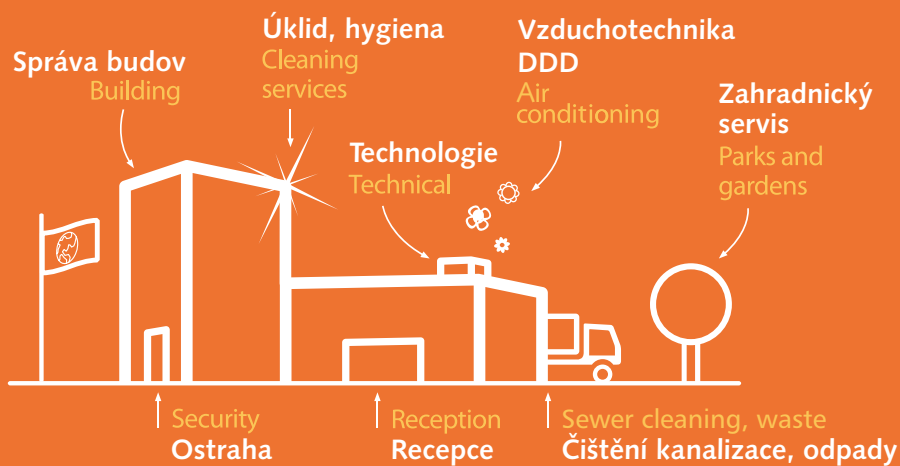 Správa budov
Building
Úklid, hygiena
Cleaning
services
Technologie
Technical
Vzduchotechnika
DDD
Air
conditioning
Zahradnický
servis
Parks and
gardens
Security
Ostraha
Reception
Recepce
Sewer cleaning, waste
Čištění kanalizace, odpady